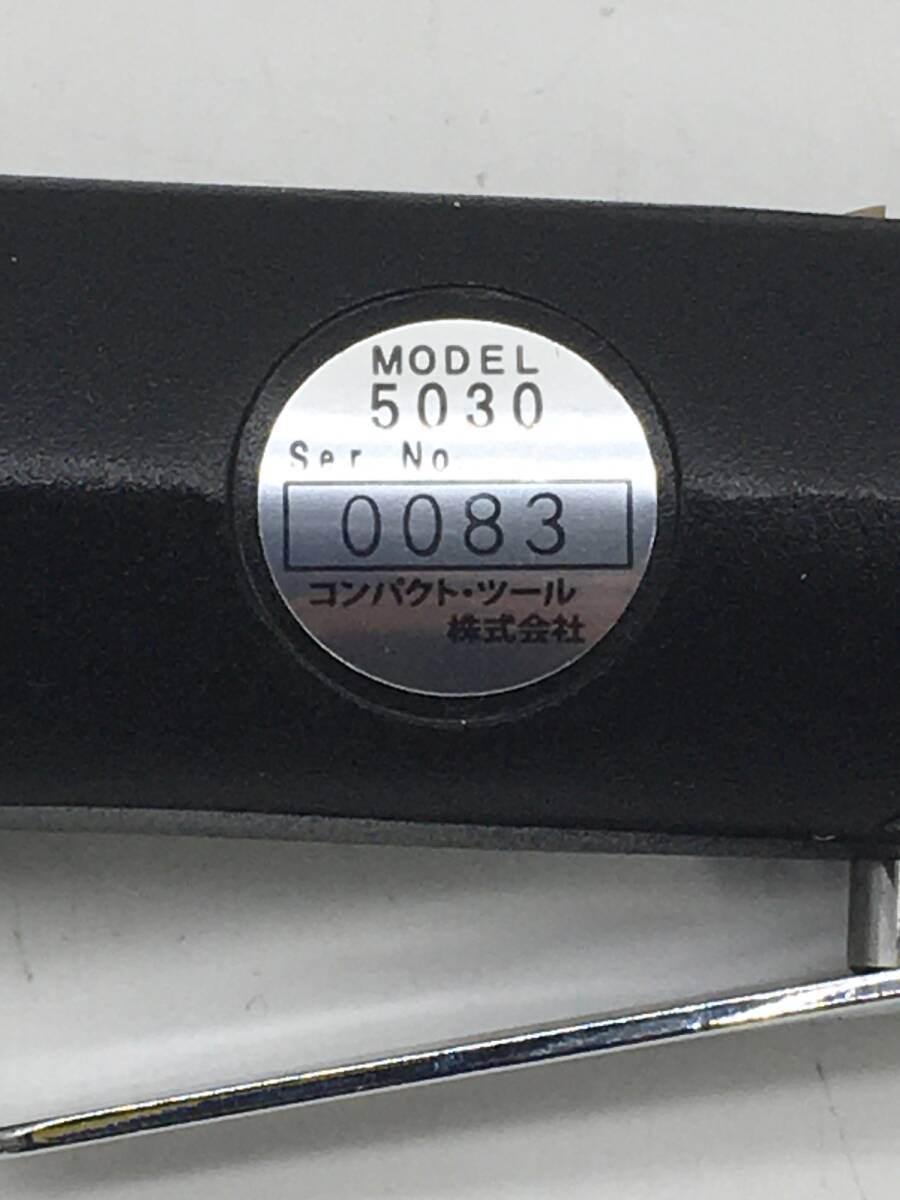 MODEL
5030
Ser No.
0083
コンパクト・ツール
株式会社